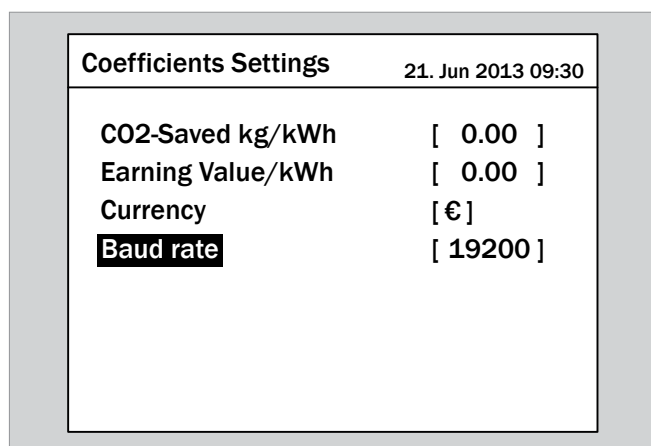 Coefficients Settings 21. Jun 2013 09:30
CO2-Saved kg/kWh [ 0.00 ]
Earning Value/kWh [ 0.00 ]
Currency [ € ]
Baud rate [ 19200 ]